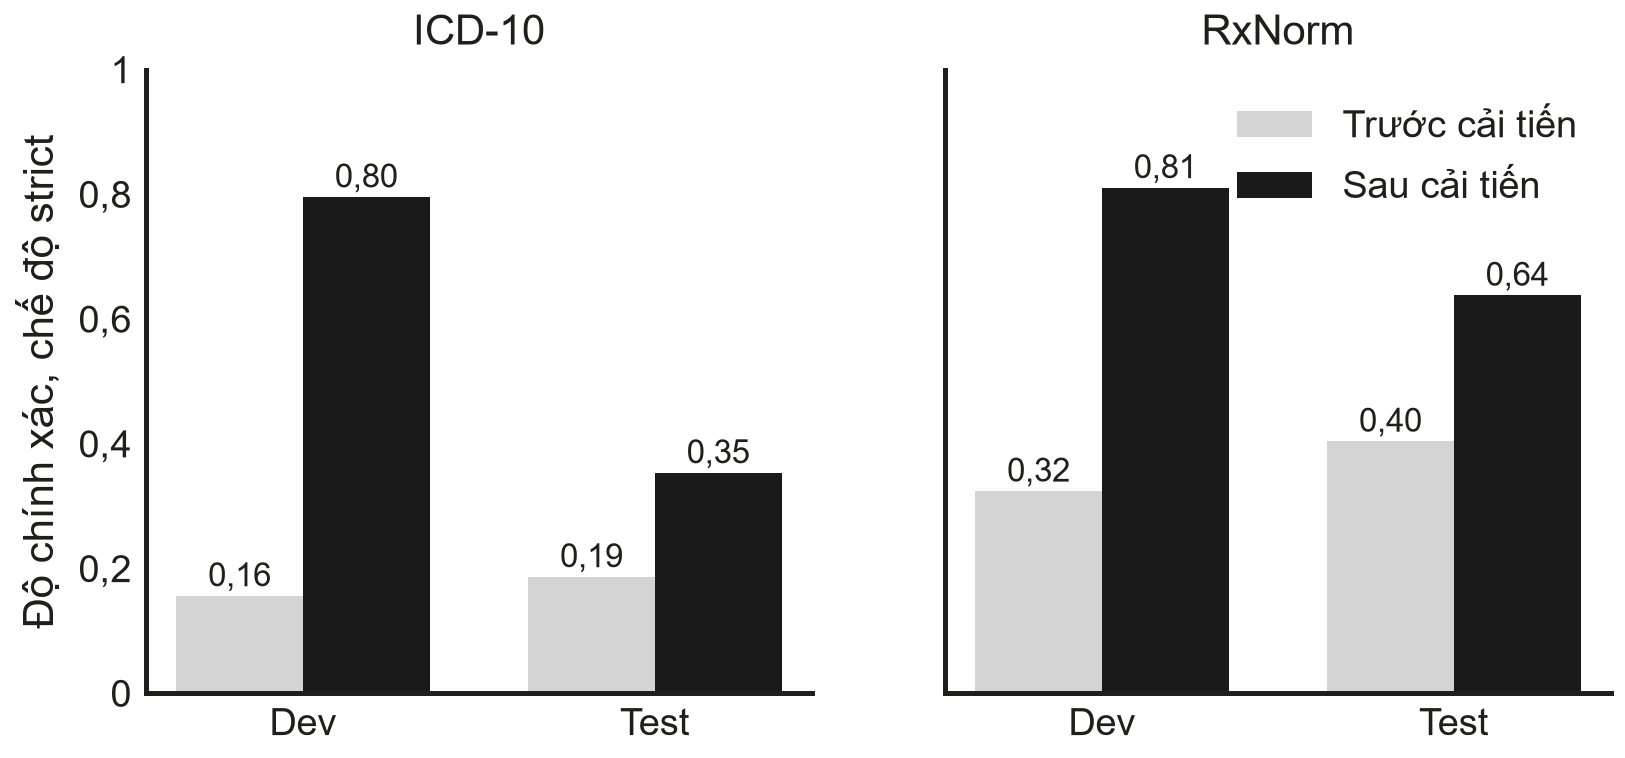 ICD-10
RxNorm
Độ chính xác, chế độ strict
1
0,8
0,6
0,4
0,2
0
0,16
0,80
0,19
0,35
Dev
Test
0,32
0,81
0,40
0,64
Dev
Test
Trước cải tiến
Sau cải tiến